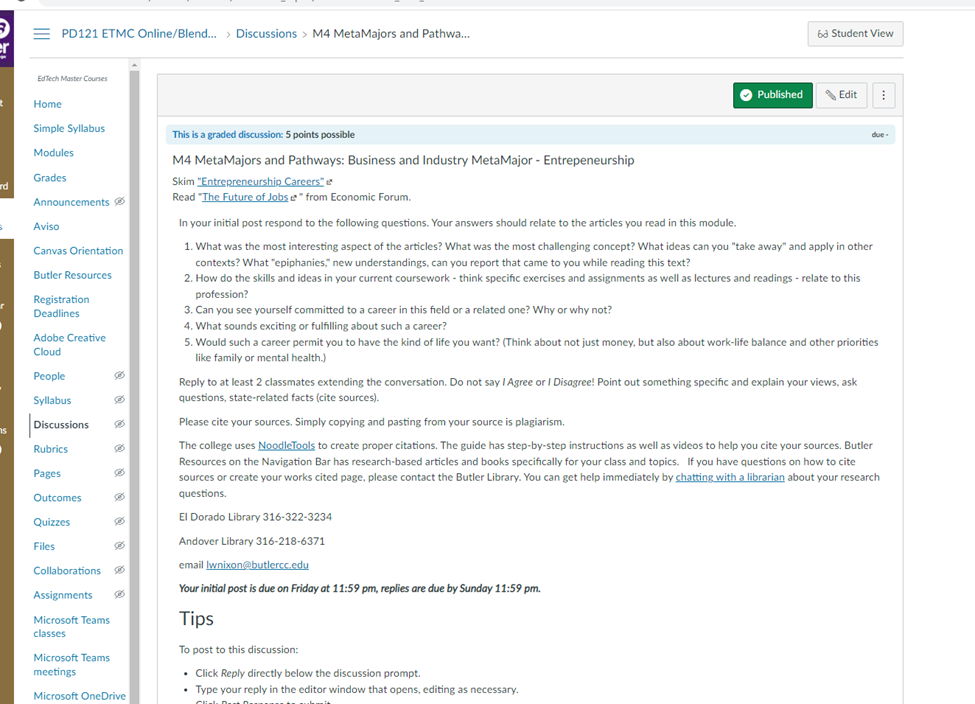 PD121 ETMC Online/Blend... › Discussions › M4 MetaMajors and Pathwa...
Student View
EdTech Master Courses
Home
Simple Syllabus
Modules
Grades
Announcements
Aviso
Canvas Orientation
Butler Resources
Registration
Deadlines
Adobe Creative
Cloud
People
Syllabus
Discussions
Rubrics
Pages
Outcomes
Quizzes
Files
Collaborations
Assignments
Microsoft Teams
classes
Microsoft Teams
meetings
Microsoft OneDrive
Published
Edit
This is a graded discussion: 5 points possible
due -
M4 MetaMajors and Pathways: Business and Industry MetaMajor - Entrepeneurship
Skim "Entrepreneurship Careers"
Read "The Future of Jobs " from Economic Forum.
In your initial post respond to the following questions. Your answers should relate to the articles you read in this module.
1. What was the most interesting aspect of the articles? What was the most challenging concept? What ideas can you "take away" and apply in other
contexts? What "epiphanies," new understandings, can you report that came to you while reading this text?
2. How do the skills and ideas in your current coursework - think specific exercises and assignments as well as lectures and readings - relate to this
profession?
3. Can you see yourself committed to a career in this field or a related one? Why or why not?
4. What sounds exciting or fulfilling about such a career?
5. Would such a career permit you to have the kind of life you want? (Think about not just money, but also about work-life balance and other priorities
like family or mental health.)
Reply to at least 2 classmates extending the conversation. Do not say I Agree or I Disagree! Point out something specific and explain your views, ask
questions, state-related facts (cite sources).
Please cite your sources. Simply copying and pasting from your source is plagiarism.
The college uses NoodleTools to create proper citations. The guide has step-by-step instructions as well as videos to help you cite your sources. Butler
Resources on the Navigation Bar has research-based articles and books specifically for your class and topics. If you have questions on how to cite
sources or create your works cited page, please contact the Butler Library. You can get help immediately by chatting with a librarian about your research
questions.
El Dorado Library 316-322-3234
Andover Library 316-218-6371
email lwnixon@butlercc.edu
Your initial post is due on Friday at 11:59 pm, replies are due by Sunday 11:59 pm.
Tips
To post to this discussion:
• Click Reply directly below the discussion prompt.
• Type your reply in the editor window that opens, editing as necessary.